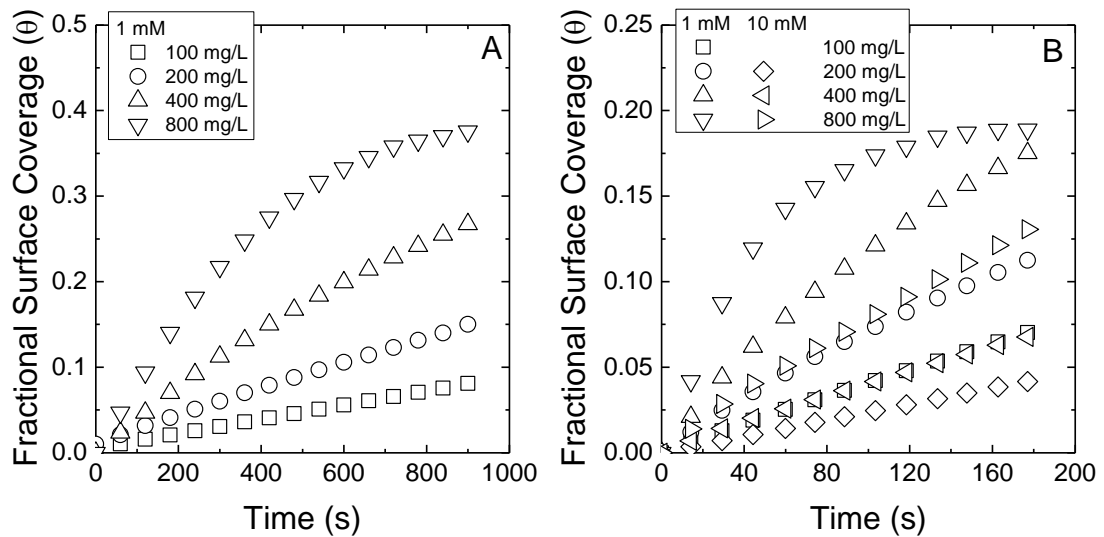 Fractional Surface Coverage (θ)
0.5
0.4
0.3
0.2
0.1
0.0
1 mM
100 mg/L
200 mg/L
400 mg/L
800 mg/L
A
0 200 400 600 800 1000
Time (s)
Fractional Surface Coverage (θ)
0.25
0.20
0.15
0.10
0.05
0.00
1 mM 10 mM
100 mg/L
200 mg/L
400 mg/L
800 mg/L
B
0 40 80 120 160 200
Time (s)